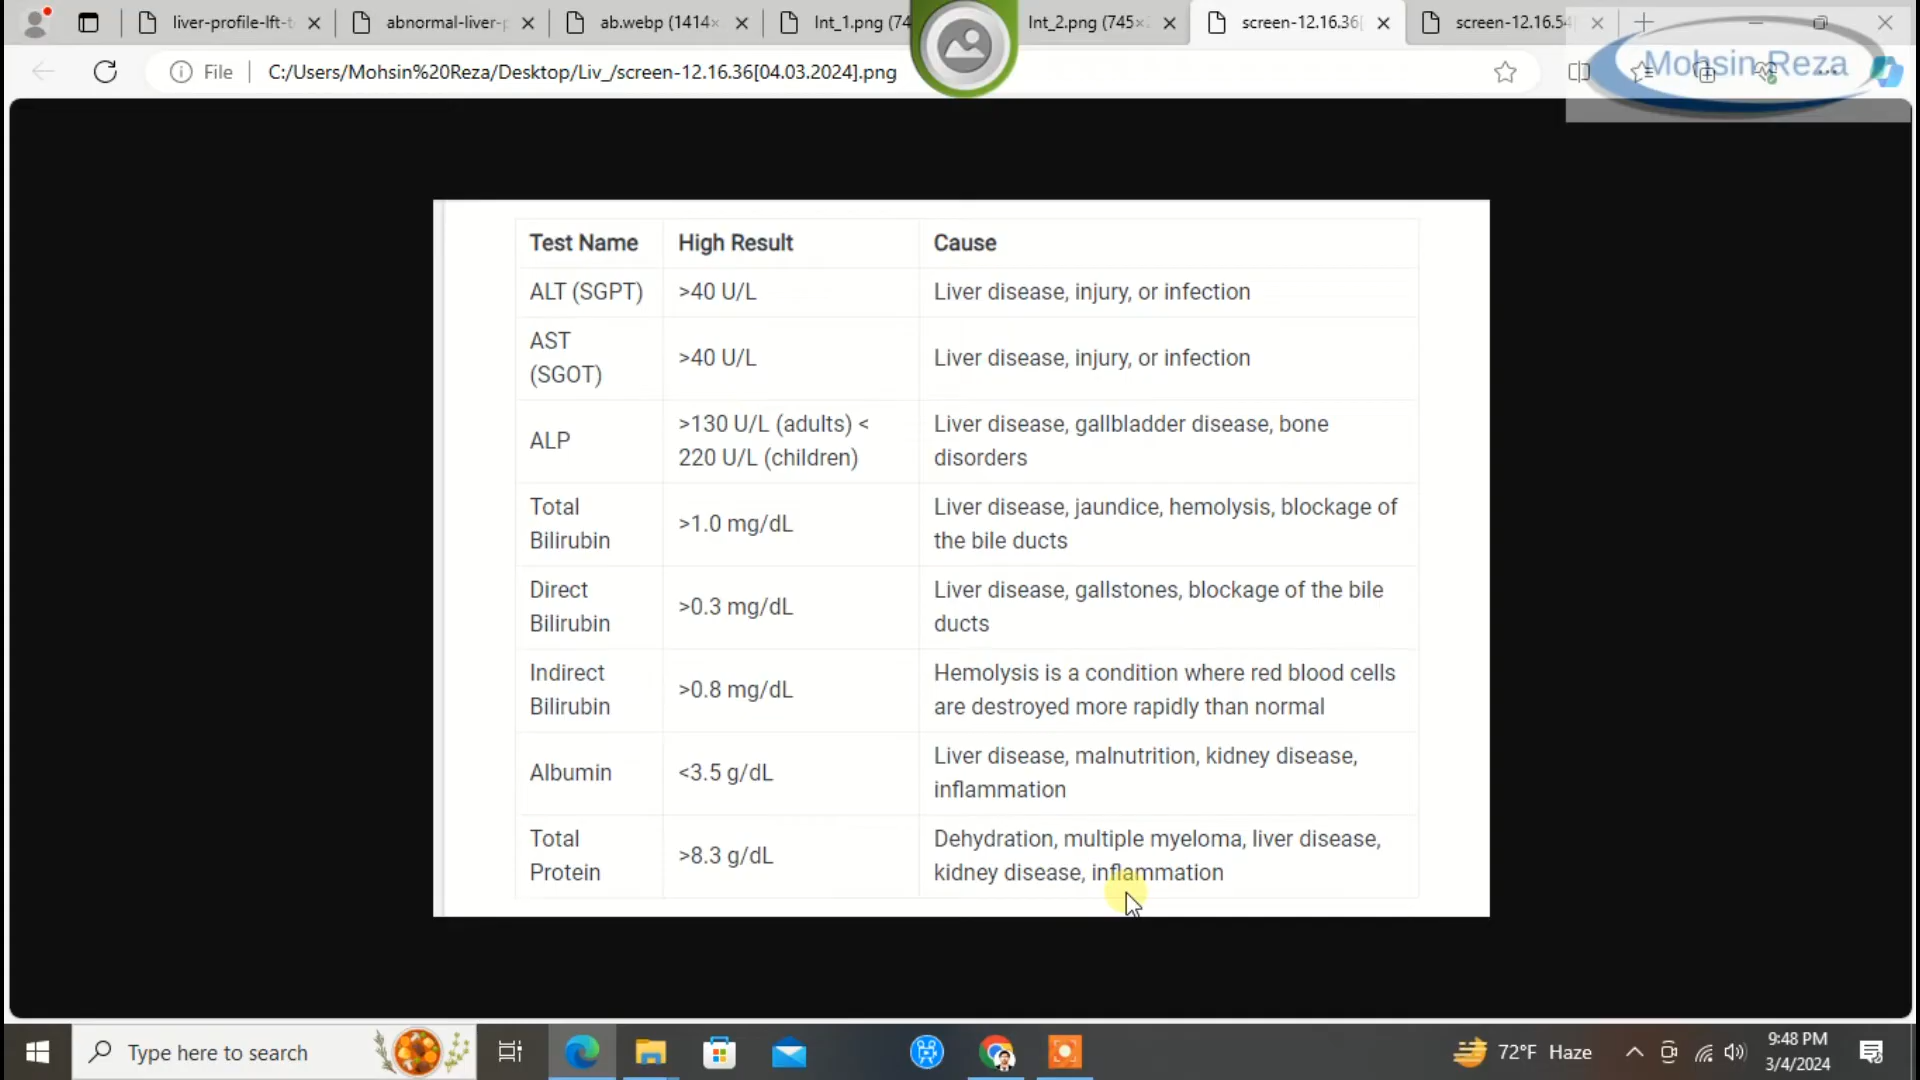 liver-profile-lft-t
abnormal-liver-p
ab.webp (1414×
Int_1.png (74
Int_2.png (745×
screen-12.16.36[
screen-12.16.54
File
C:/Users/Mohsin%20Reza/Desktop/Liv_/screen-12.16.36[04.03.2024].png
Mohsin Reza
Test Name High Result Cause
ALT (SGPT) >40 U/L Liver disease, injury, or infection
AST
(SGOT)
>40 U/L
Liver disease, injury, or infection
ALP
>130 U/L (adults) <
220 U/L (children)
Liver disease, gallbladder disease, bone
disorders
Total
Bilirubin
>1.0 mg/dL
Liver disease, jaundice, hemolysis, blockage of
the bile ducts
Direct
Bilirubin
>0.3 mg/dL
Liver disease, gallstones, blockage of the bile
ducts
Indirect
Bilirubin
>0.8 mg/dL
Hemolysis is a condition where red blood cells
are destroyed more rapidly than normal
Albumin
<3.5 g/dL
Liver disease, malnutrition, kidney disease,
inflammation
Total
Protein
>8.3 g/dL
Dehydration, multiple myeloma, liver disease,
kidney disease, inflammation
Type here to search
72°F Haze
9:48 PM
3/4/2024